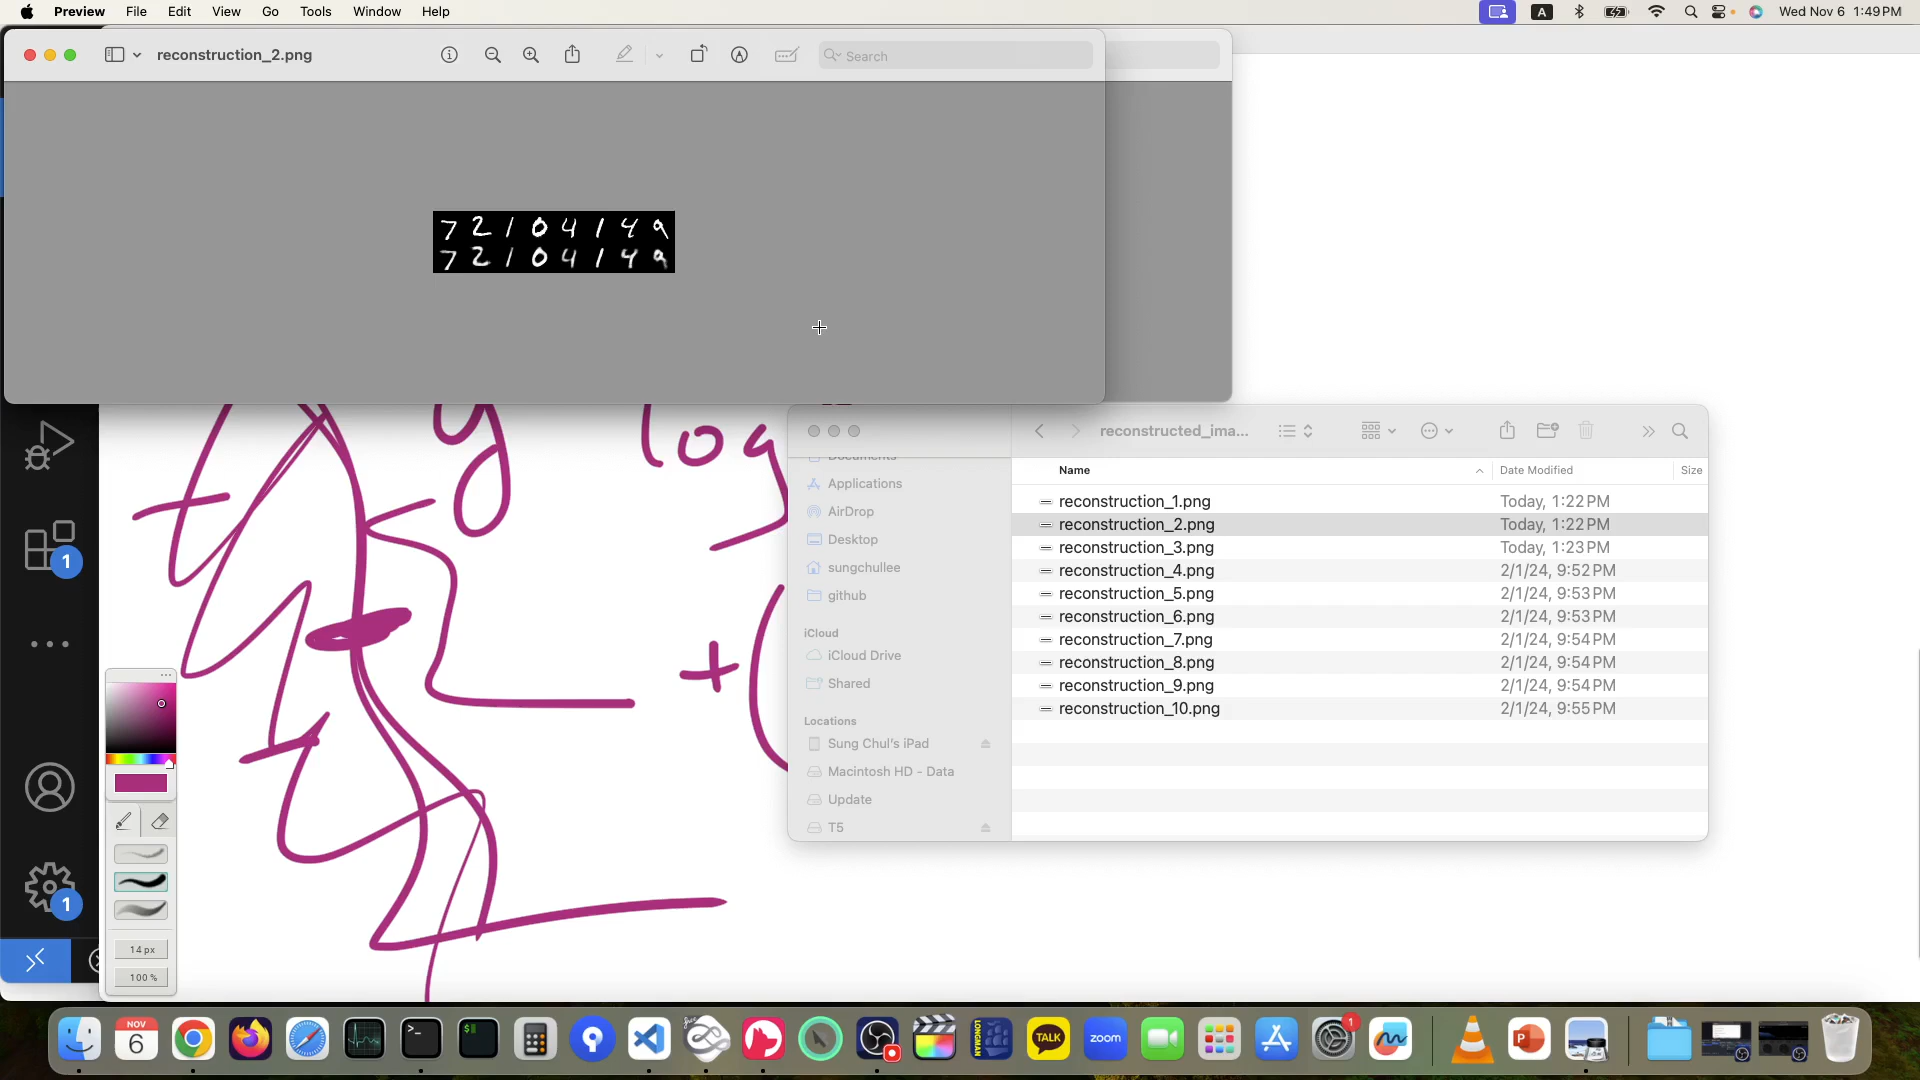 Preview File Edit View Go Tools Window Help
A
Wed Nov 6 1:49 PM
reconstruction_2.png
Search
7 2 1 0 4 1 4 9
7 2 1 0 4 1 4 9
y log
+
reconstructed_ima...
Name Date Modified Size
reconstruction_1.png Today, 1:22 PM
reconstruction_2.png Today, 1:22 PM
reconstruction_3.png Today, 1:23 PM
reconstruction_4.png 2/1/24, 9:52 PM
reconstruction_5.png 2/1/24, 9:53 PM
reconstruction_6.png 2/1/24, 9:53 PM
reconstruction_7.png 2/1/24, 9:54 PM
reconstruction_8.png 2/1/24, 9:54 PM
reconstruction_9.png 2/1/24, 9:54 PM
reconstruction_10.png 2/1/24, 9:55 PM
Documents
Applications
AirDrop
Desktop
sungchullee
github
iCloud
iCloud Drive
Shared
Locations
Sung Chul's iPad
Macintosh HD - Data
Update
T5
1
1
14 px
100 %
NOV
6
LONGMAN
TALK
zoom
1